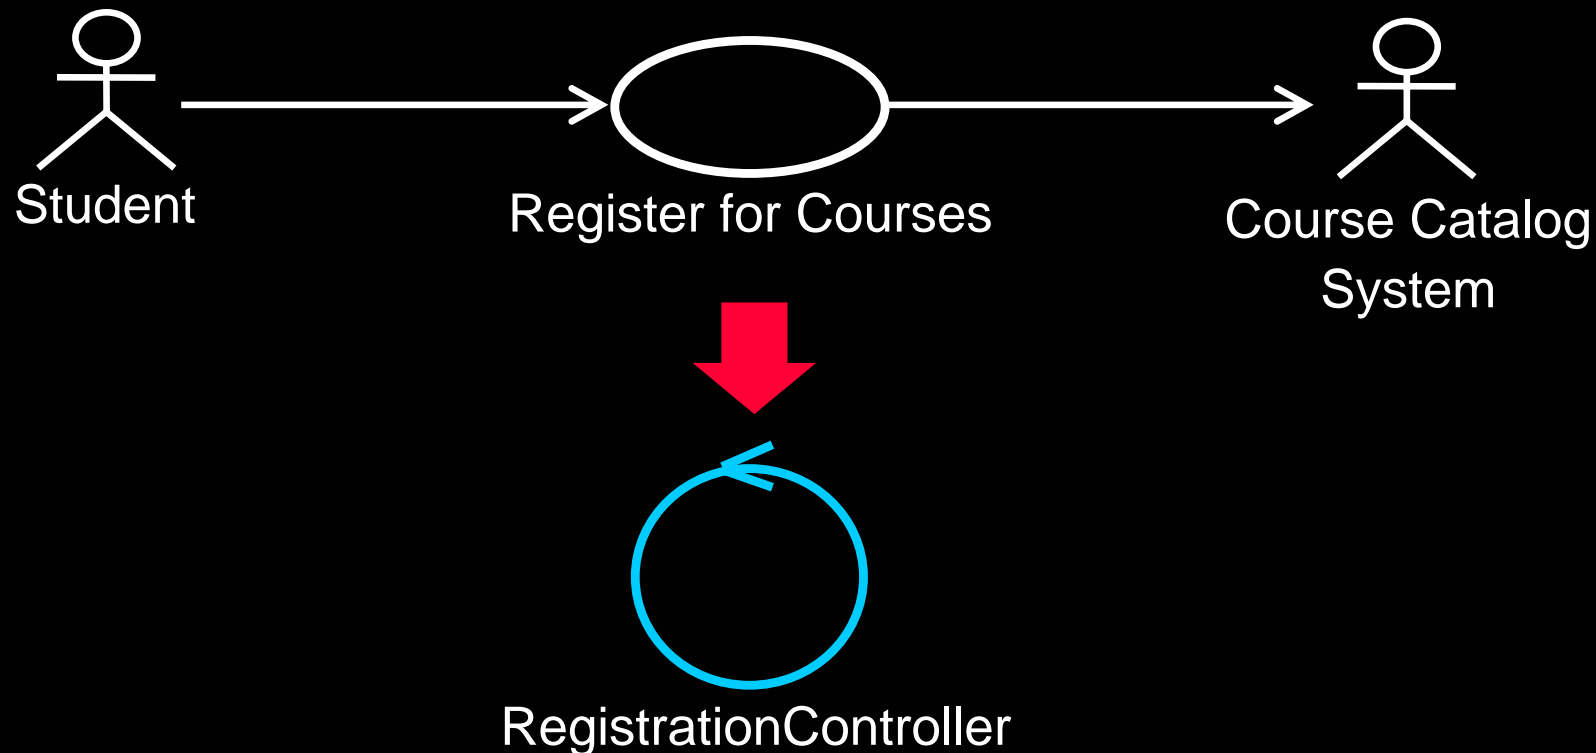 Student
Register for Courses
Course Catalog
System
RegistrationController